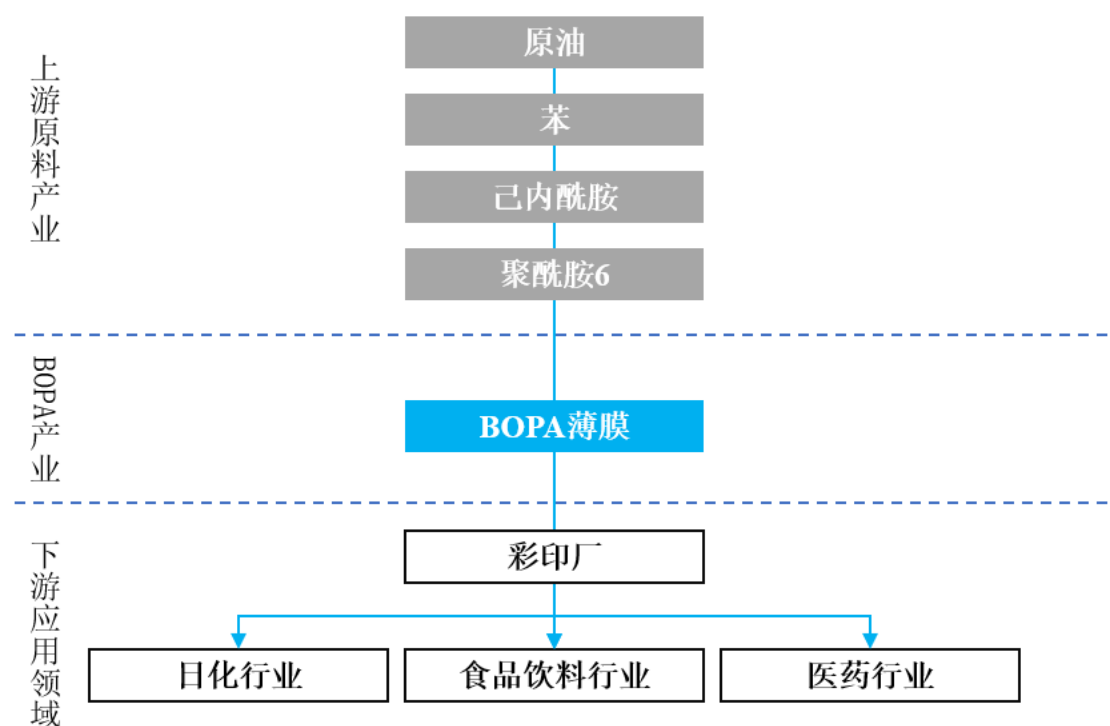 上游原料产业
原油
苯
己内酰胺
聚酰胺6
BOPA产业
BOPA薄膜
下游应用领域
彩印厂
日化行业
食品饮料行业
医药行业